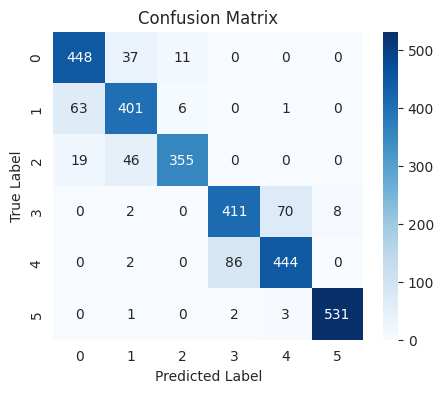 Confusion Matrix
True Label
0 448 37 11 0 0 0
1 63 401 6 0 1 0
2 19 46 355 0 0 0
3 0 2 0 411 70 8
4 0 2 0 86 444 0
5 0 1 0 2 3 531
0 1 2 3 4 5
Predicted Label
500
400
300
200
100
0